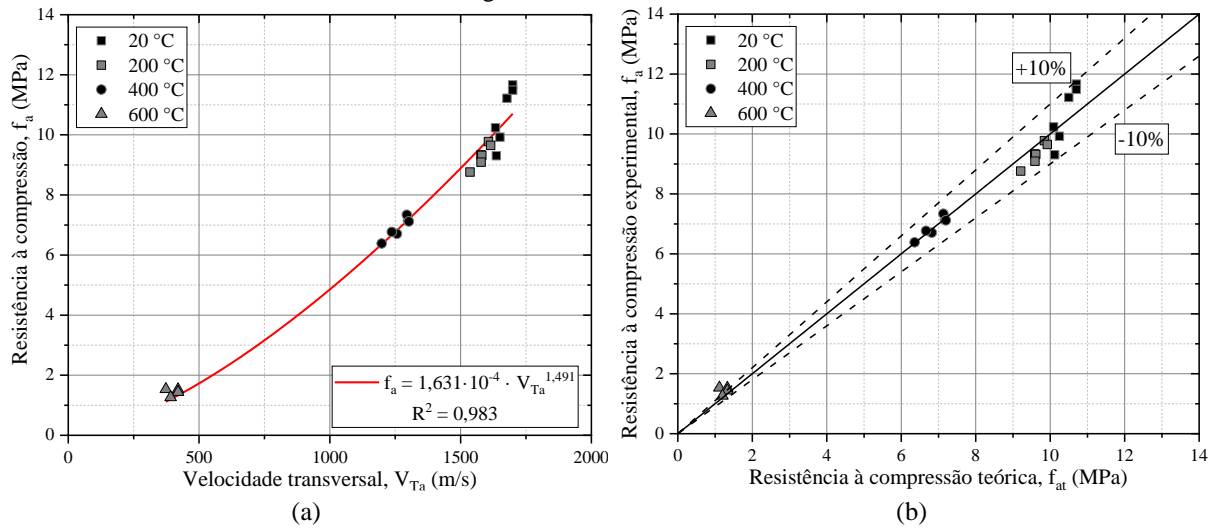 14
12
10
8
6
4
2
0
Resistência à compressão, f_a (MPa)
20 °C
200 °C
400 °C
600 °C
f_a = 1,631·10^-4 · V_Ta^1,491
R^2 = 0,983
0 500 1000 1500 2000
Velocidade transversal, V_Ta (m/s)
(a)
14
12
10
8
6
4
2
0
Resistência à compressão experimental, f_a (MPa)
20 °C
200 °C
400 °C
600 °C
+10%
-10%
0 2 4 6 8 10 12 14
Resistência à compressão teórica, f_at (MPa)
(b)